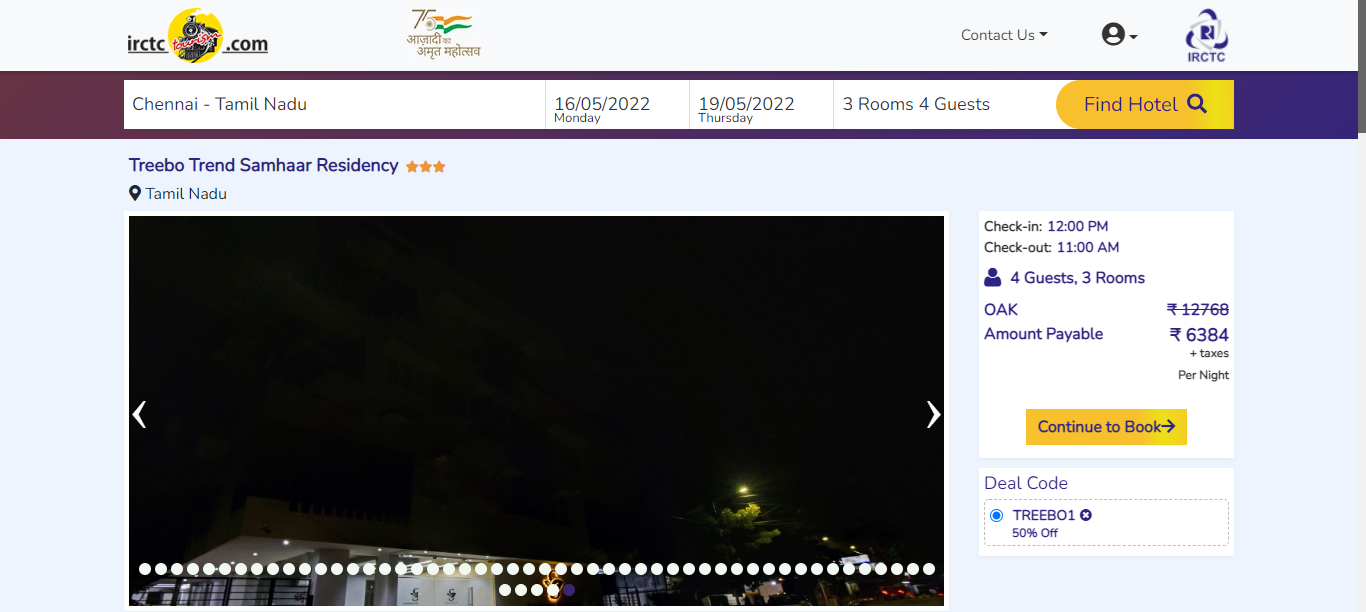 irctc tourism .com
75
आज़ादी का
अमृत महोत्सव
Contact Us
IRCTC
Chennai - Tamil Nadu
16/05/2022
Monday
19/05/2022
Thursday
3 Rooms 4 Guests
Find Hotel
Treebo Trend Samhaar Residency
Tamil Nadu
Check-in: 12:00 PM
Check-out: 11:00 AM
4 Guests, 3 Rooms
OAK ₹ 12768
Amount Payable ₹ 6384
+ taxes
Per Night
Continue to Book
Deal Code
TREEBO1
50% Off